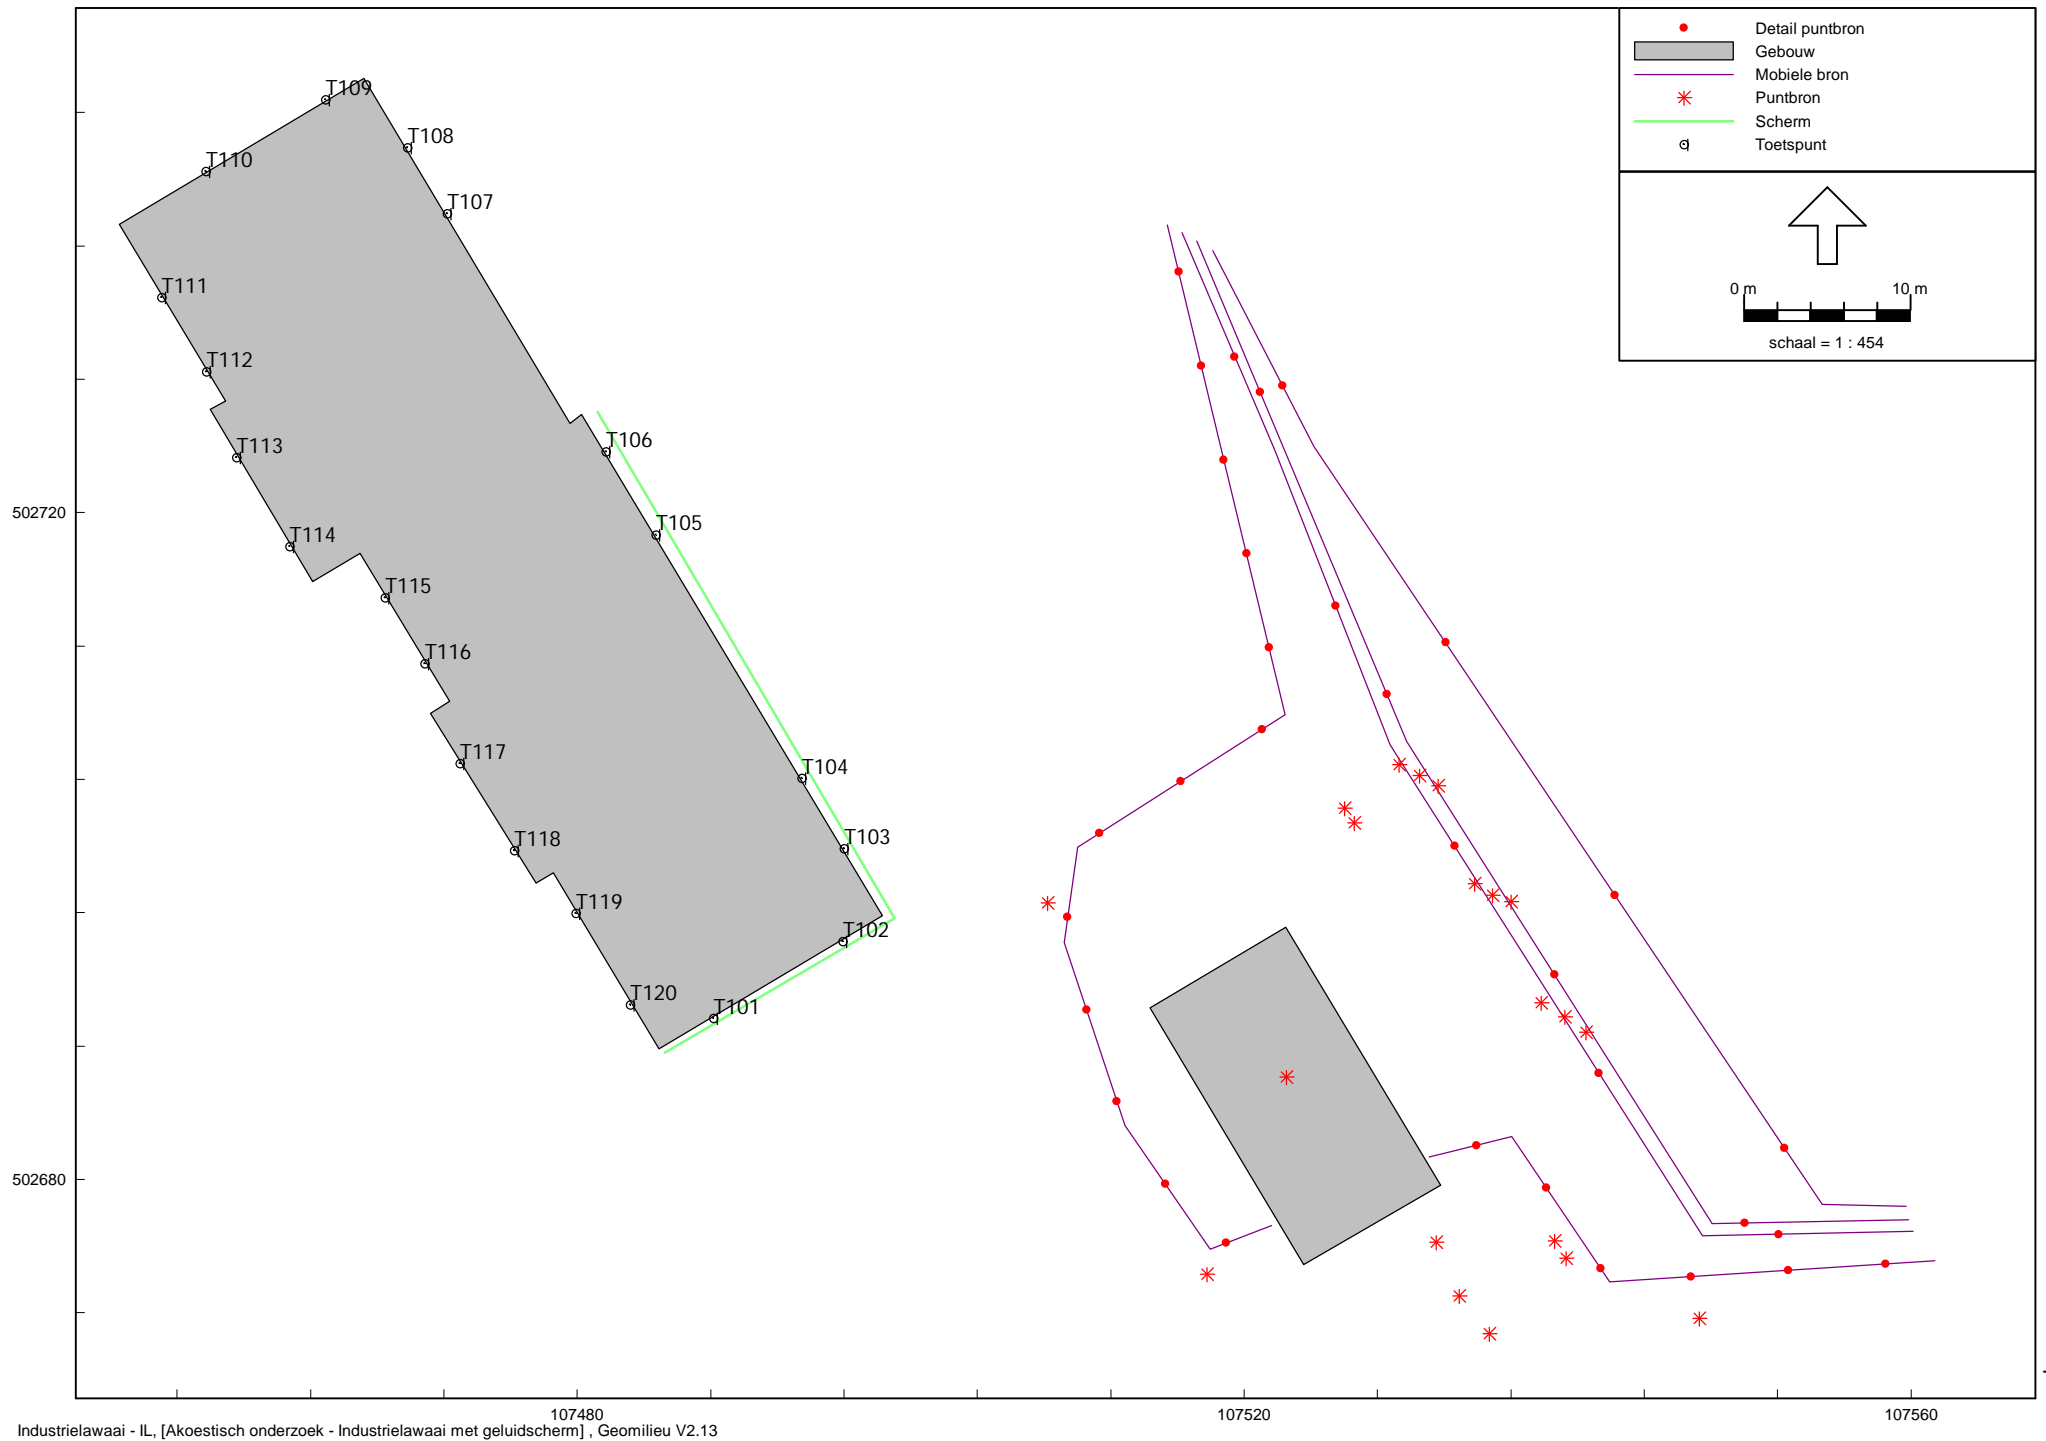 Detail puntbron
Gebouw
Mobiele bron
Puntbron
Scherm
Toetspunt
0 m 10 m
schaal = 1 : 454
T109
T108
T110
T107
T111
T112
T106
T113
502720
T105
T114
T115
T116
T117
T104
T118
T103
T119
T102
T120
T101
502680
107480 107520 107560
Industrielawaai - IL, [Akoestisch onderzoek - Industrielawaai met geluidscherm] , Geomilieu V2.13